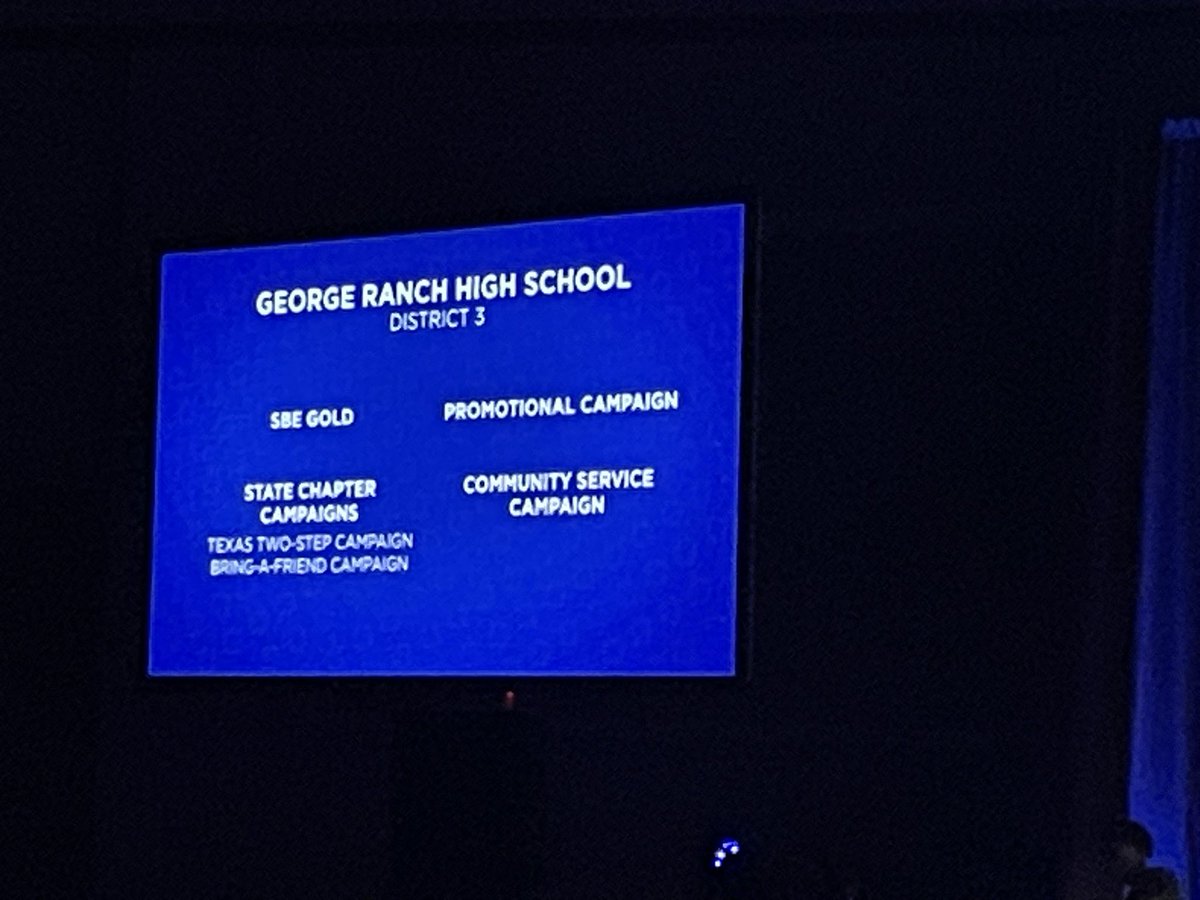 GEORGE RANCH HIGH SCHOOL
DISTRICT 3
SBE GOLD
PROMOTIONAL CAMPAIGN
STATE CHAPTER
CAMPAIGNS
TEXAS TWO-STEP CAMPAIGN
BRING-A-FRIEND CAMPAIGN
COMMUNITY SERVICE
CAMPAIGN